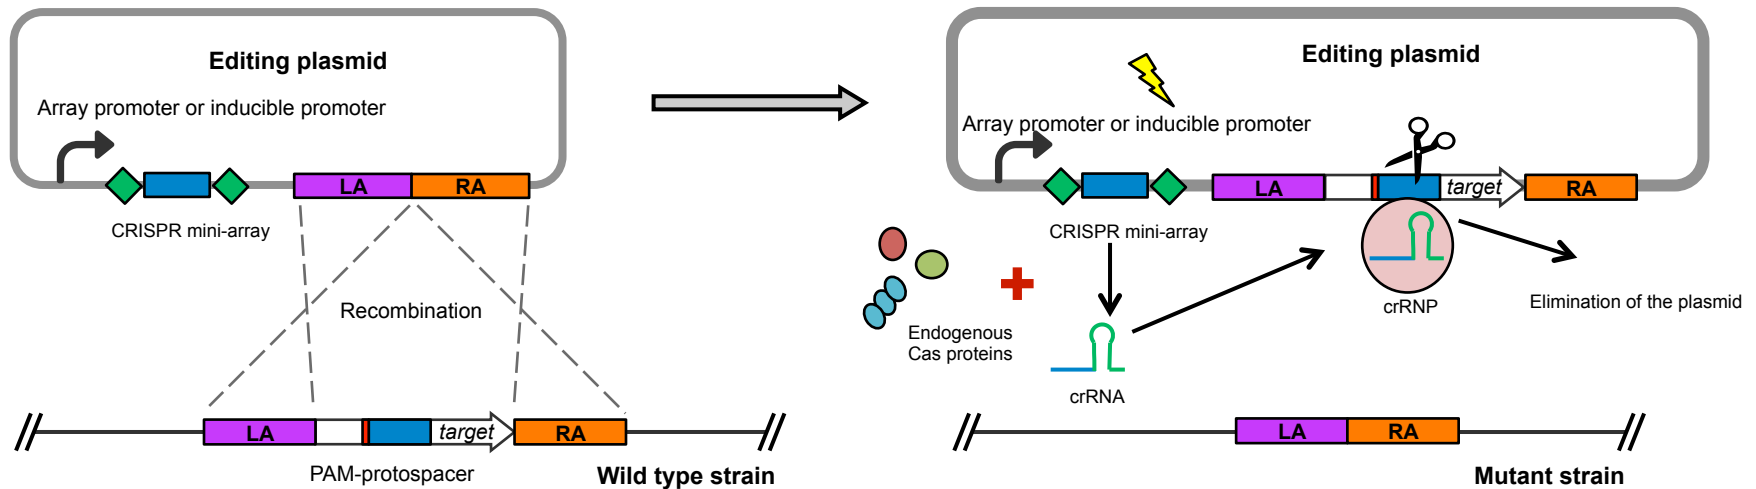 Editing plasmid
Array promoter or inducible promoter
LA
RA
CRISPR mini-array
Recombination
LA
target
RA
PAM-protospacer
Wild type strain
Editing plasmid
Array promoter or inducible promoter
LA
target
RA
CRISPR mini-array
Endogenous
Cas proteins
crRNA
crRNP
Elimination of the plasmid
LA
RA
Mutant strain